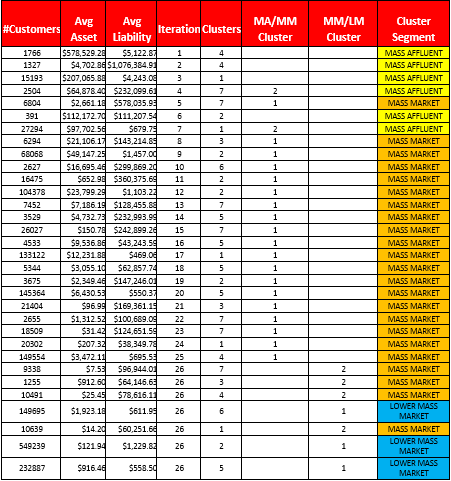 #Customers Avg Asset Avg Liability Iteration Clusters MA/MM Cluster MM/LM Cluster Cluster Segment
1766 $578,529.28 $5,122.87 1 4 MASS AFFLUENT
1327 $4,702.86 $1,076,384.91 2 4 MASS AFFLUENT
15193 $207,065.88 $4,243.08 3 1 MASS AFFLUENT
2504 $64,878.40 $232,099.61 4 7 2 MASS AFFLUENT
6804 $2,661.18 $578,035.93 5 7 1 MASS MARKET
391 $112,172.70 $111,207.54 6 2 MASS AFFLUENT
27294 $97,702.56 $679.75 7 1 2 MASS AFFLUENT
6294 $21,106.17 $143,214.85 8 3 1 MASS MARKET
68068 $49,147.25 $1,457.00 9 2 1 MASS MARKET
2627 $16,695.46 $299,869.20 10 6 1 MASS MARKET
16475 $652.98 $360,375.69 11 2 1 MASS MARKET
104378 $23,799.29 $1,103.22 12 2 1 MASS MARKET
7452 $7,186.19 $128,455.88 13 7 1 MASS MARKET
3529 $4,732.73 $232,993.99 14 5 1 MASS MARKET
26027 $150.78 $242,899.26 15 7 1 MASS MARKET
4533 $9,536.86 $43,243.59 16 5 1 MASS MARKET
133122 $12,231.88 $469.06 17 1 1 MASS MARKET
5344 $3,055.10 $62,857.74 18 5 1 MASS MARKET
3675 $2,349.46 $147,246.01 19 2 1 MASS MARKET
145364 $6,430.53 $550.37 20 5 1 MASS MARKET
21404 $96.99 $169,361.15 21 3 1 MASS MARKET
2655 $1,312.52 $100,689.09 22 7 1 MASS MARKET
18509 $31.42 $124,651.59 23 7 1 MASS MARKET
20302 $207.32 $38,349.78 24 1 1 MASS MARKET
149554 $3,472.11 $695.53 25 4 1 MASS MARKET
9338 $7.53 $96,944.01 26 7 2 MASS MARKET
1255 $912.60 $64,146.63 26 3 2 MASS MARKET
10491 $25.45 $78,616.11 26 4 2 MASS MARKET
149695 $1,923.18 $611.95 26 6 1 LOWER MASS MARKET
10639 $14.20 $60,251.66 26 1 2 MASS MARKET
549239 $121.94 $1,229.82 26 2 1 LOWER MASS MARKET
232887 $916.46 $558.50 26 5 1 LOWER MASS MARKET